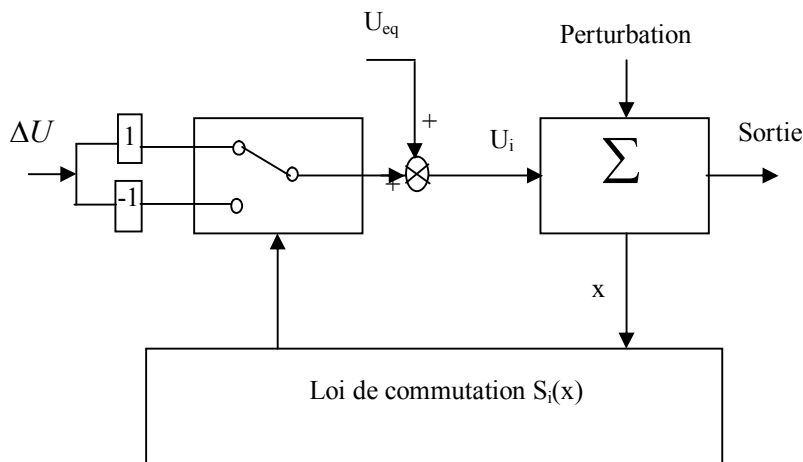 U_eq
Perturbation
+
ΔU
1
U_i
Σ
Sortie
+
-1
x
Loi de commutation S_i(x)